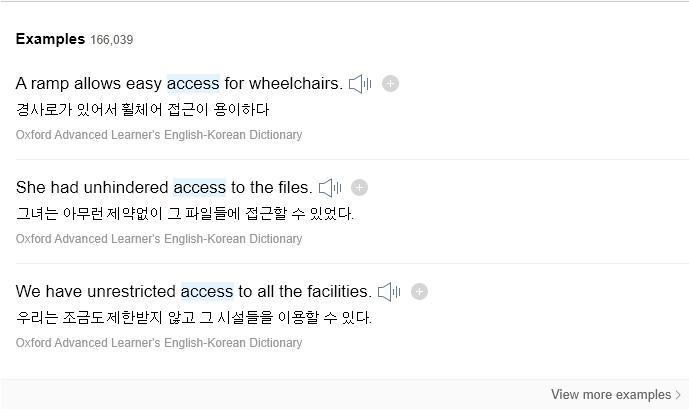 Examples 166,039
A ramp allows easy access for wheelchairs.
경사로가 있어서 휠체어 접근이 용이하다
Oxford Advanced Learner's English-Korean Dictionary
She had unhindered access to the files.
그녀는 아무런 제약없이 그 파일들에 접근할 수 있었다.
Oxford Advanced Learner's English-Korean Dictionary
We have unrestricted access to all the facilities.
우리는 조금도 제한받지 않고 그 시설들을 이용할 수 있다.
Oxford Advanced Learner's English-Korean Dictionary
View more examples